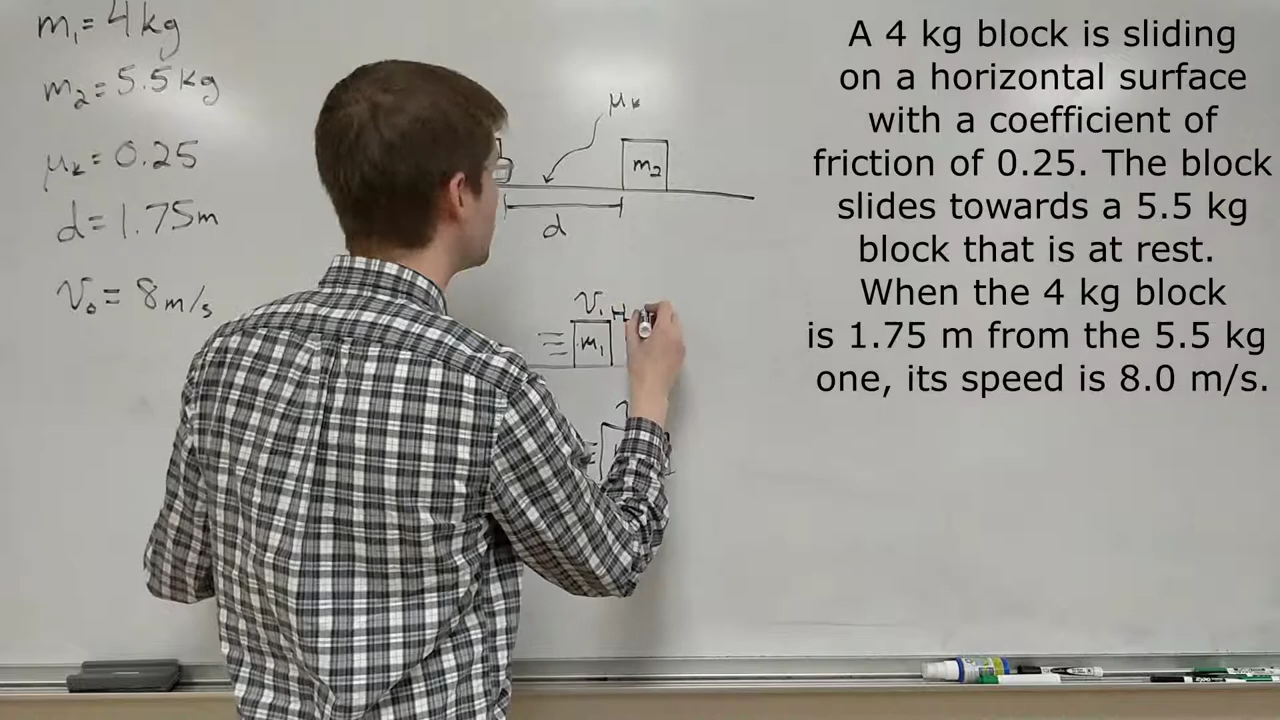 m₁ = 4 kg
m₂ = 5.5 kg
μₖ = 0.25
d = 1.75 m
v₀ = 8 m/s
μₖ
m₂
d
v₁
m₁
A 4 kg block is sliding
on a horizontal surface
with a coefficient of
friction of 0.25. The block
slides towards a 5.5 kg
block that is at rest.
When the 4 kg block
is 1.75 m from the 5.5 kg
one, its speed is 8.0 m/s.